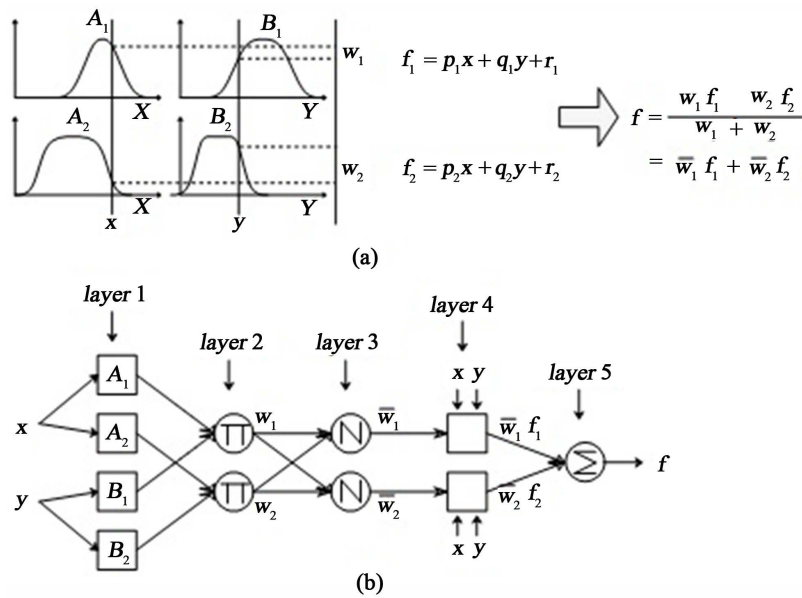 A₁
B₁
w₁
X
Y
f₁ = p₁x + q₁y + r₁
A₂
B₂
w₂
X
Y
x
y
f₂ = p₂x + q₂y + r₂
f = w₁ f₁ w₂ f₂ / w₁ + w₂
= w̅₁ f₁ + w̅₂ f₂
(a)
layer 1
layer 2
layer 3
layer 4
layer 5
x
y
A₁
A₂
B₁
B₂
Π
Π
w₁
w₂
N
N
w̅₁
w̅₂
x y
x y
w̅₁ f₁
w̅₂ f₂
Σ
f
(b)